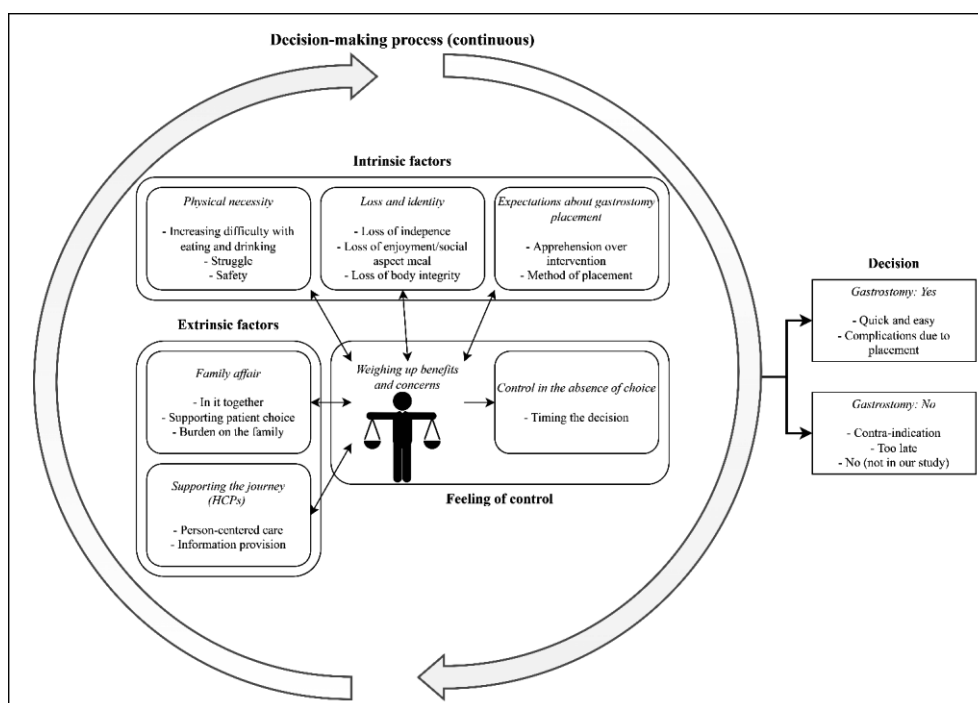 Decision-making process (continuous)
Intrinsic factors
Physical necessity
- Increasing difficulty with
eating and drinking
- Struggle
- Safety
Loss and identity
- Loss of indepence
- Loss of enjoyment/social
aspect meal
- Loss of body integrity
Expectations about gastrostomy
placement
- Apprehension over
intervention
- Method of placement
Extrinsic factors
Family affair
- In it together
- Supporting patient choice
- Burden on the family
Supporting the journey
(HCPs)
- Person-centered care
- Information provision
Weighing up benefits
and concerns
Control in the absence of choice
- Timing the decision
Feeling of control
Decision
Gastrostomy: Yes
- Quick and easy
- Complications due to
placement
Gastrostomy: No
- Contra-indication
- Too late
- No (not in our study)